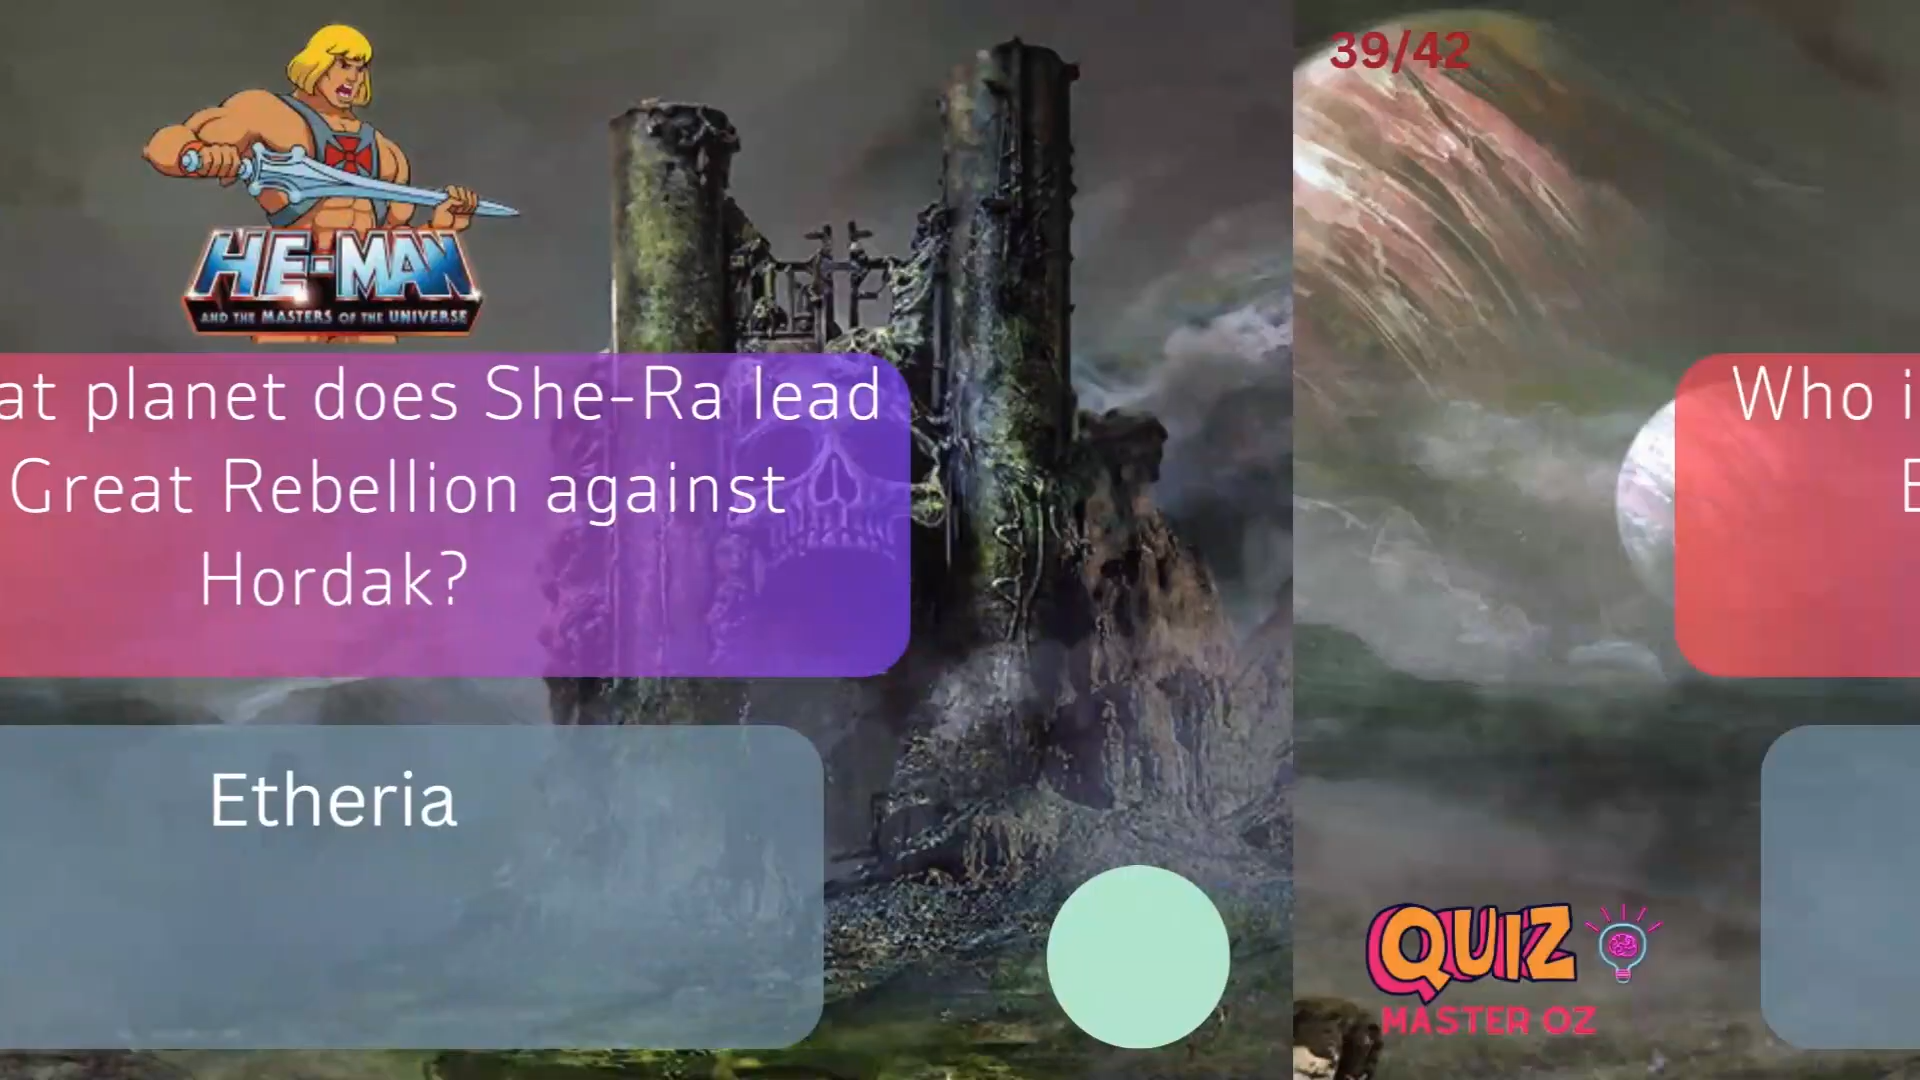 HE-MAN
AND THE MASTERS OF THE UNIVERSE
at planet does She-Ra lead
Great Rebellion against
Hordak?
Etheria
39/42
Who i
E
QUIZ
MASTER OZ